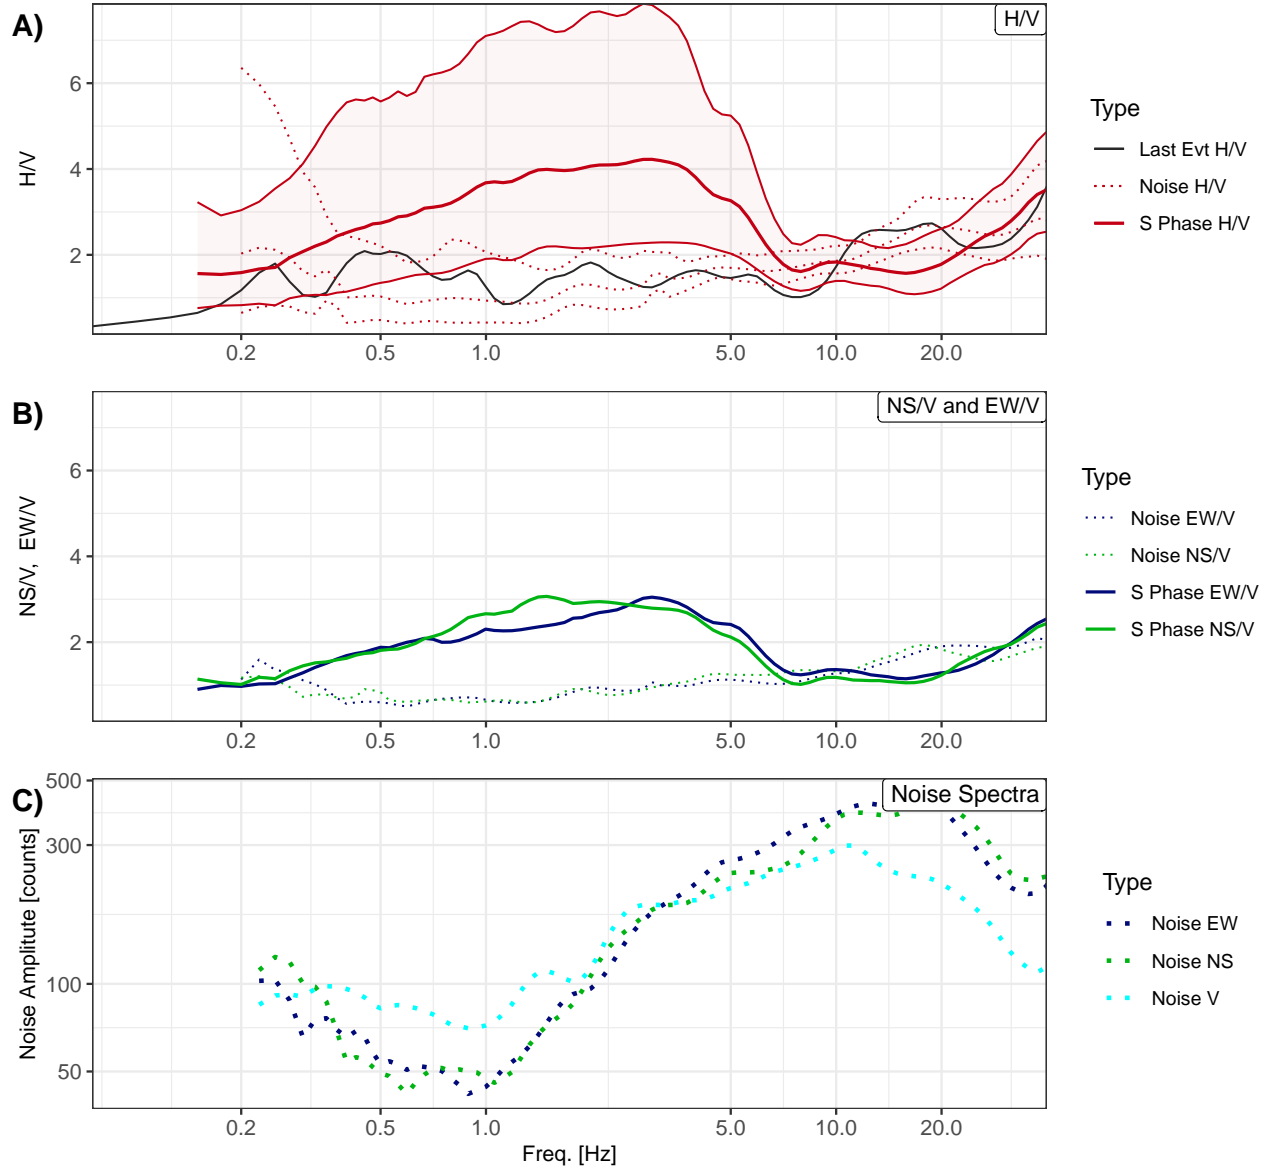 A)
H/V
6
4
2
H/V
0.2 0.5 1.0 5.0 10.0 20.0
Type
Last Evt H/V
Noise H/V
S Phase H/V
B)
NS/V and EW/V
6
4
2
NS/V, EW/V
0.2 0.5 1.0 5.0 10.0 20.0
Type
Noise EW/V
Noise NS/V
S Phase EW/V
S Phase NS/V
C)
Noise Spectra
500
300
100
50
Noise Amplitute [counts]
0.2 0.5 1.0 5.0 10.0 20.0
Freq. [Hz]
Type
Noise EW
Noise NS
Noise V